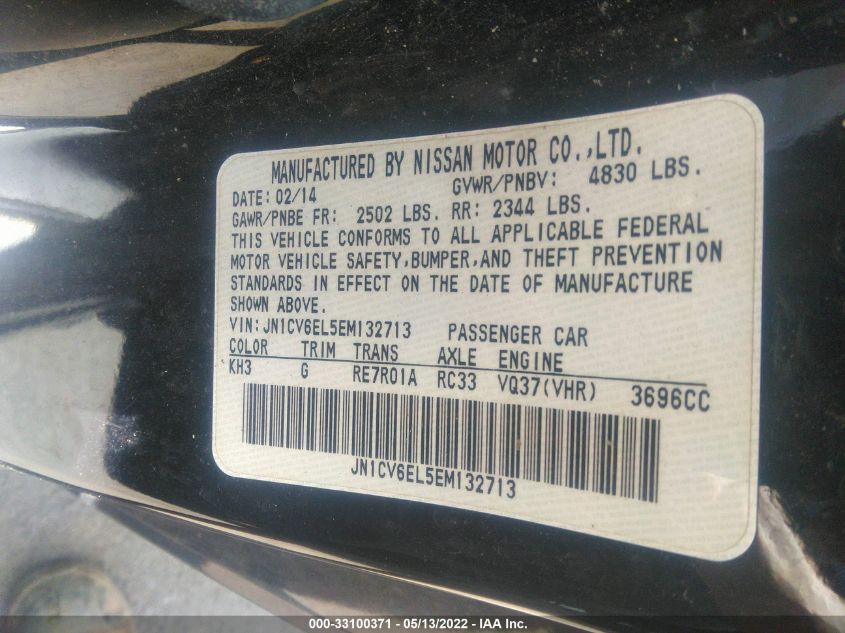 MANUFACTURED BY NISSAN MOTOR CO.,LTD.
DATE: 02/14 GVWR/PNBV: 4830 LBS.
GAWR/PNBE FR: 2502 LBS. RR: 2344 LBS.
THIS VEHICLE CONFORMS TO ALL APPLICABLE FEDERAL
MOTOR VEHICLE SAFETY,BUMPER,AND THEFT PREVENTION
STANDARDS IN EFFECT ON THE DATE OF MANUFACTURE
SHOWN ABOVE.
VIN:JN1CV6EL5EM132713 PASSENGER CAR
COLOR TRIM TRANS AXLE ENGINE
KH3 G RE7R01A RC33 VQ37(VHR) 3696CC
JN1CV6EL5EM132713
000-33100371 - 05/13/2022 - IAA Inc.